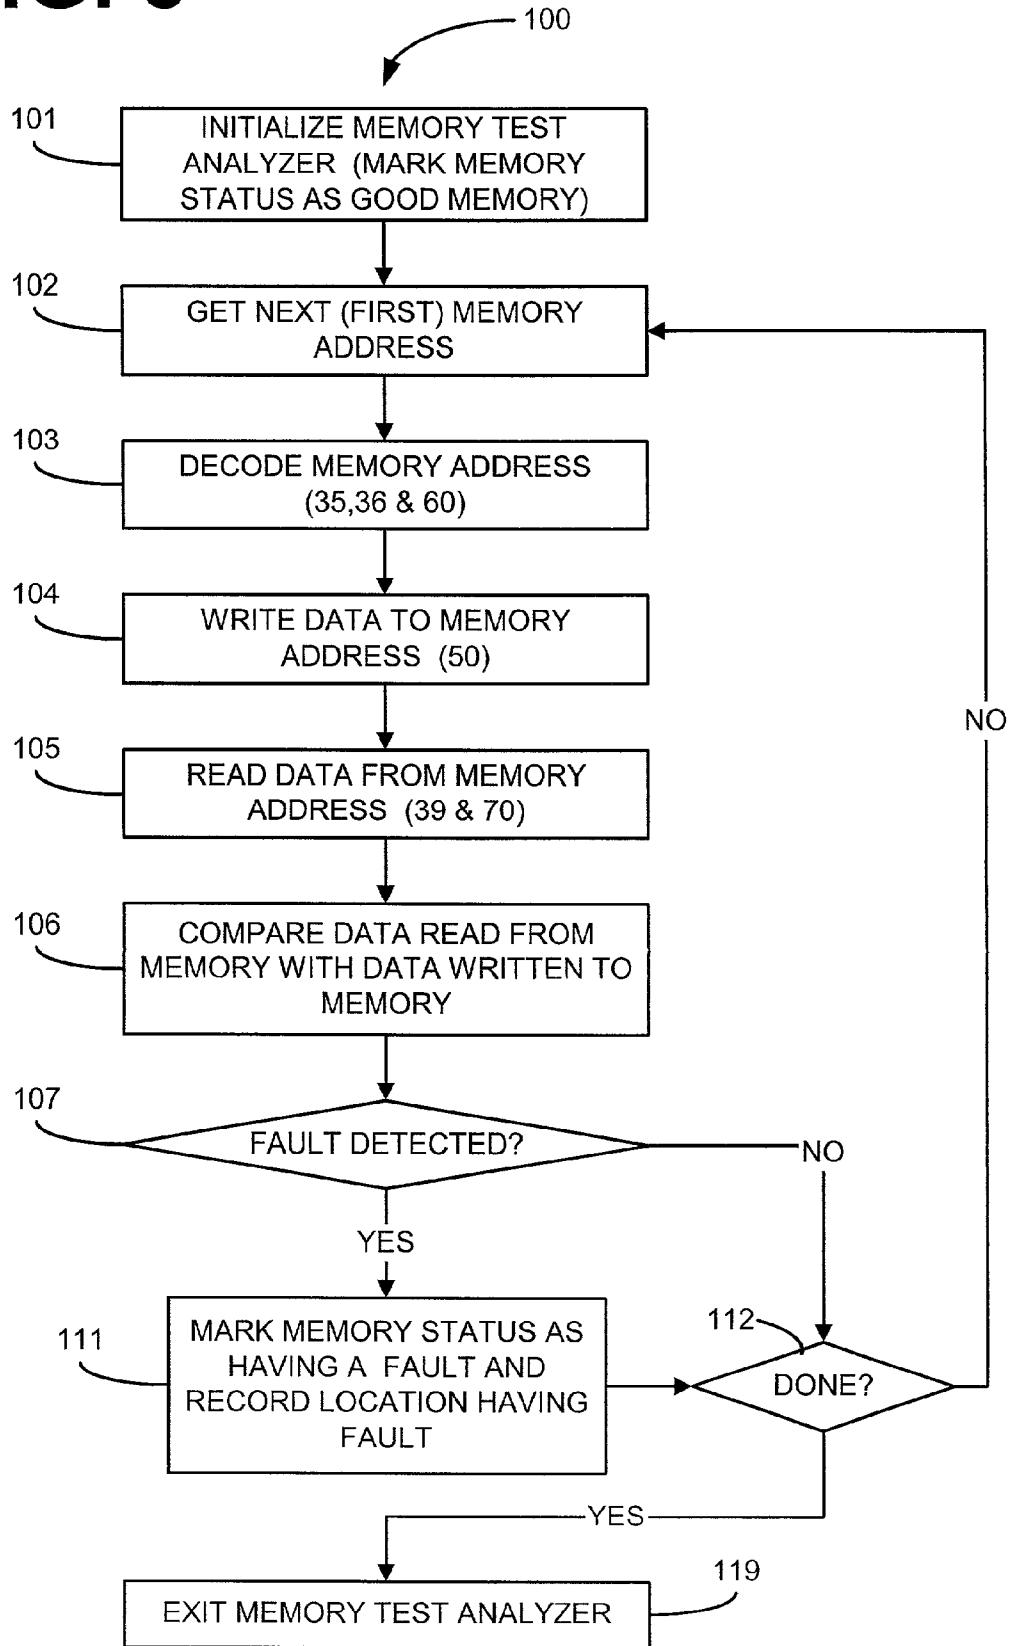 100
101
INITIALIZE MEMORY TEST
ANALYZER (MARK MEMORY
STATUS AS GOOD MEMORY)
102
GET NEXT (FIRST) MEMORY
ADDRESS
103
DECODE MEMORY ADDRESS
(35,36 & 60)
104
WRITE DATA TO MEMORY
ADDRESS (50)
NO
105
READ DATA FROM MEMORY
ADDRESS (39 & 70)
106
COMPARE DATA READ FROM
MEMORY WITH DATA WRITTEN TO
MEMORY
107
FAULT DETECTED?
NO
YES
111
MARK MEMORY STATUS AS
HAVING A FAULT AND
RECORD LOCATION HAVING
FAULT
112
DONE?
YES
119
EXIT MEMORY TEST ANALYZER